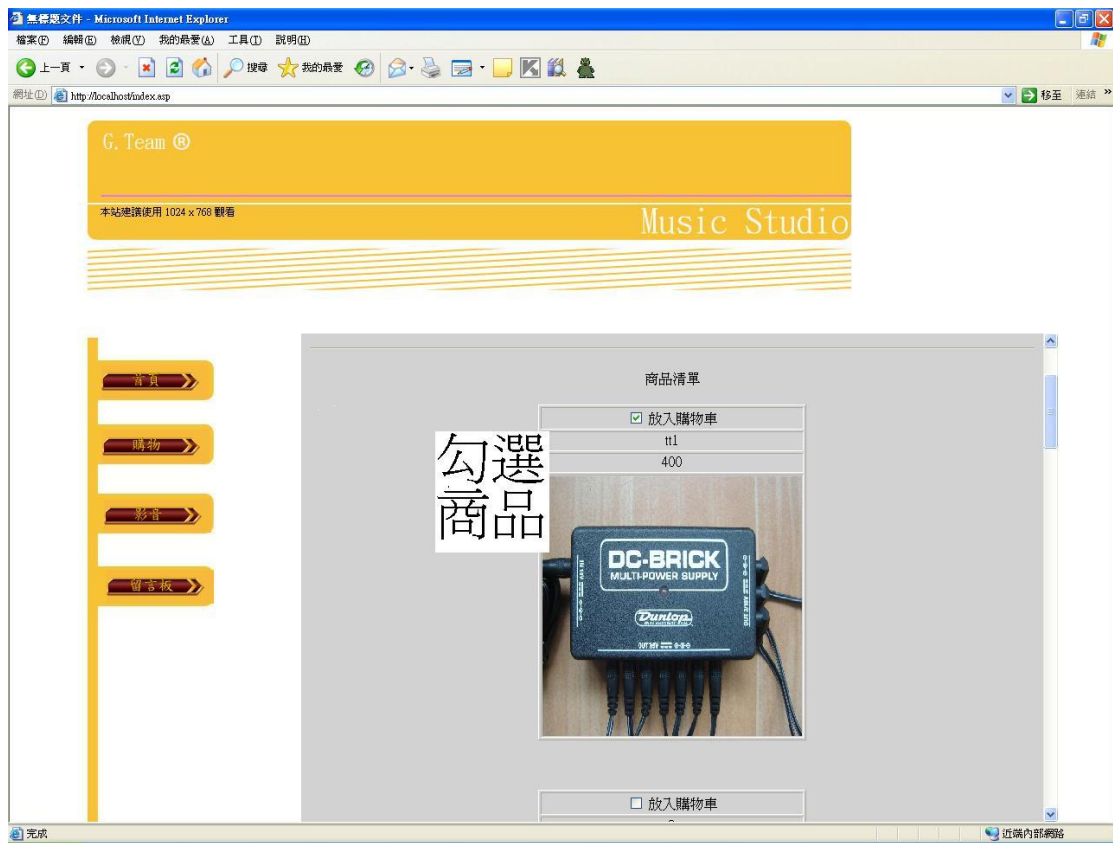 無標題文件 - Microsoft Internet Explorer
檔案(F) 編輯(E) 檢視(V) 我的最愛(A) 工具(T) 說明(H)
上一頁 搜尋 我的最愛
網址(D) http://localhost/index.asp 移至 連結 »
G.Team ®
本站建議使用 1024 x 768 觀看
Music Studio
首頁
購物
影音
留言板
商品清單
放入購物車
tt1
400
勾選
商品
DC-BRICK
MULTI-POWER SUPPLY
Dunlop
放入購物車
完成 近端內部網路